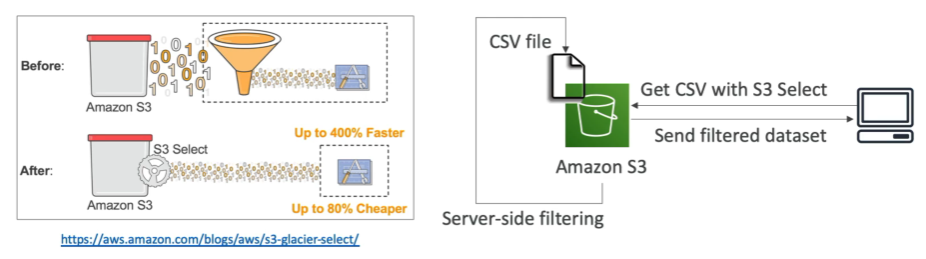 Before:
Amazon S3
Up to 400% Faster
S3 Select
After:
Amazon S3
Up to 80% Cheaper
https://aws.amazon.com/blogs/aws/s3-glacier-select/
CSV file
Get CSV with S3 Select
Send filtered dataset
Amazon S3
Server-side filtering